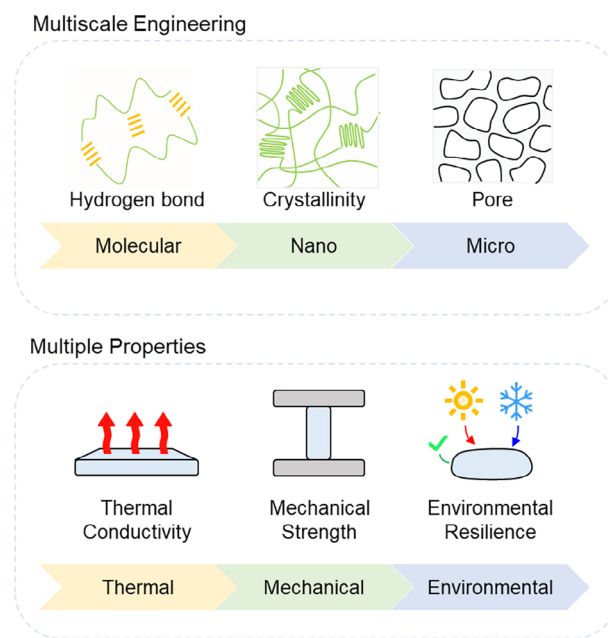 Multiscale Engineering
Hydrogen bond
Crystallinity
Pore
Molecular
Nano
Micro
Multiple Properties
Thermal
Conductivity
Mechanical
Strength
Environmental
Resilience
Thermal
Mechanical
Environmental